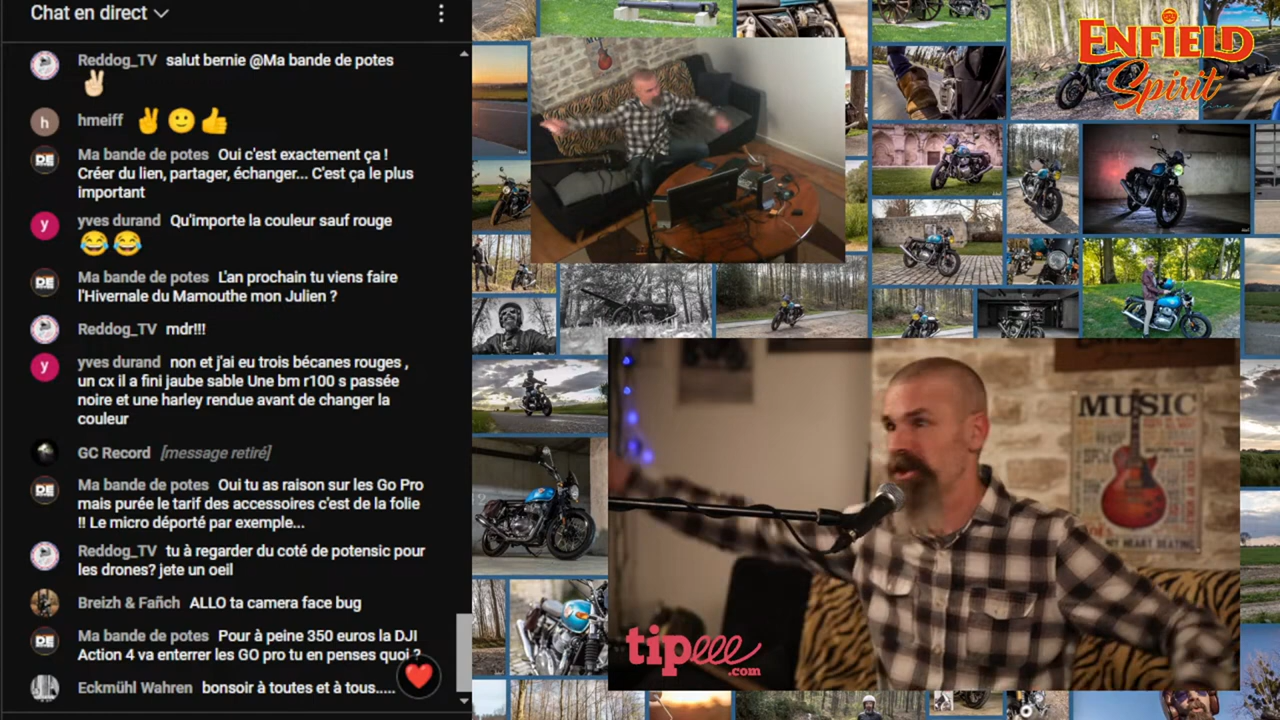 Chat en direct
Reddog_TV salut bernie @Ma bande de potes
✌🏻
hmeiff ✌️🙂👍
Ma bande de potes Oui c'est exactement ça !
Créer du lien, partager, échanger... C'est ça le plus
important
yves durand Qu'importe la couleur sauf rouge
😂😂
Ma bande de potes L'an prochain tu viens faire
l'Hivernale du Mamouthe mon Julien ?
Reddog_TV mdr!!!
yves durand non et j'ai eu trois bécanes rouges ,
un cx il a fini jaube sable Une bm r100 s passée
noire et une harley rendue avant de changer la
couleur
GC Record [message retiré]
Ma bande de potes Oui tu as raison sur les Go Pro
mais purée le tarif des accessoires c'est de la folie
!! Le micro déporté par exemple...
Reddog_TV tu à regarder du coté de potensic pour
les drones? jete un oeil
Breizh & Fañch ALLO ta camera face bug
Ma bande de potes Pour à peine 350 euros la DJI
Action 4 va enterrer les GO pro tu en penses quoi ?
Eckmühl Wahren bonsoir à toutes et à tous.....
h
DE
y
DE
y
DE
DE
ENFIELD
Spirit
MUSIC
MY HEART BEATING
tipeee
.com